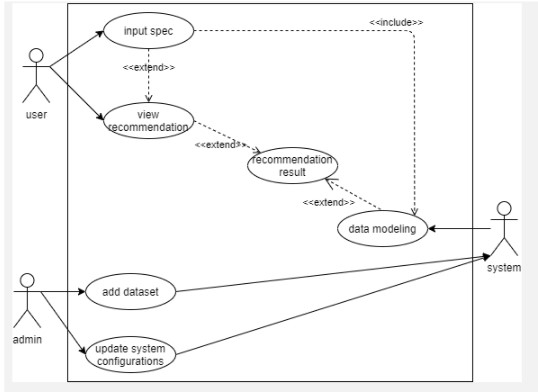 <<include>>
input spec
<<extend>>
user
view
recommendation
<<extend>>
recommendation
result
<<extend>>
data modeling
system
add dataset
admin
update system
configurations